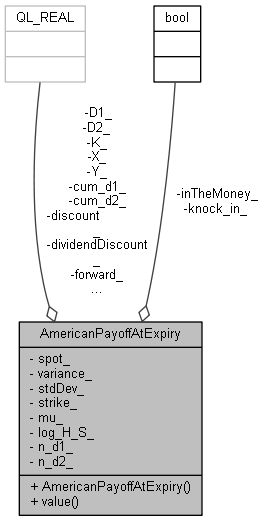 QL_REAL
bool
-D1_
-D2_
-K_
-X_
-Y_
-cum_d1_
-cum_d2_
-discount
_
-dividendDiscount
_
-forward_
...
-inTheMoney_
-knock_in_
AmericanPayoffAtExpiry
- spot_
- variance_
- stdDev_
- strike_
- mu_
- log_H_S_
- n_d1_
- n_d2_
+ AmericanPayoffAtExpiry()
+ value()